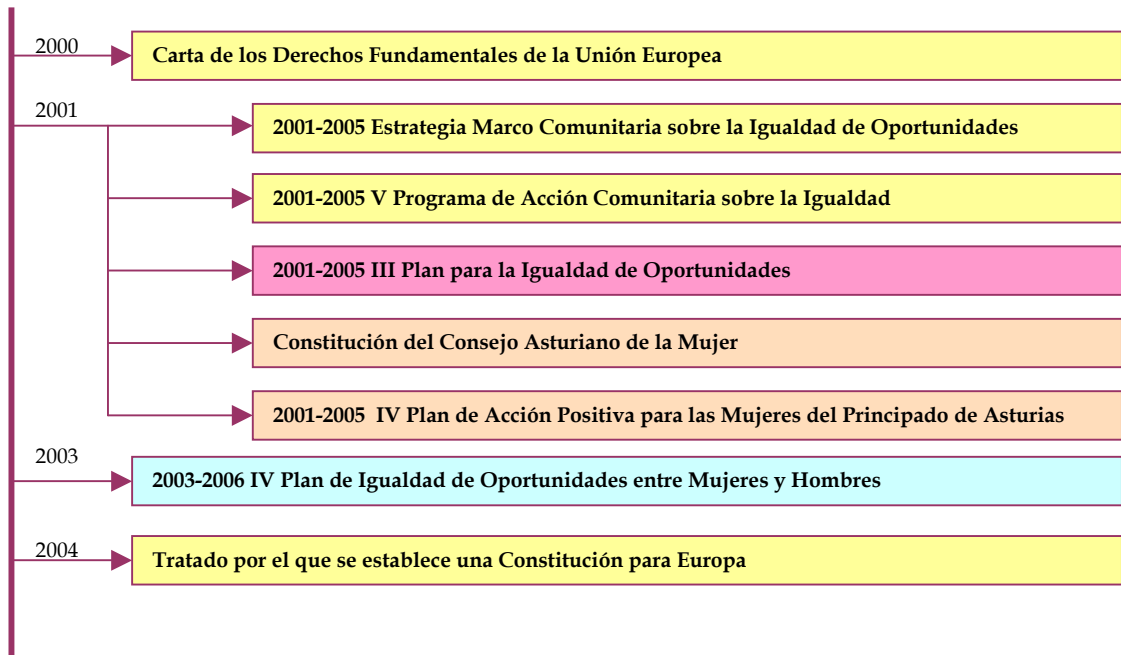 2000
Carta de los Derechos Fundamentales de la Unión Europea
2001
2001-2005 Estrategia Marco Comunitaria sobre la Igualdad de Oportunidades
2001-2005 V Programa de Acción Comunitaria sobre la Igualdad
2001-2005 III Plan para la Igualdad de Oportunidades
Constitución del Consejo Asturiano de la Mujer
2001-2005 IV Plan de Acción Positiva para las Mujeres del Principado de Asturias
2003
2003-2006 IV Plan de Igualdad de Oportunidades entre Mujeres y Hombres
2004
Tratado por el que se establece una Constitución para Europa